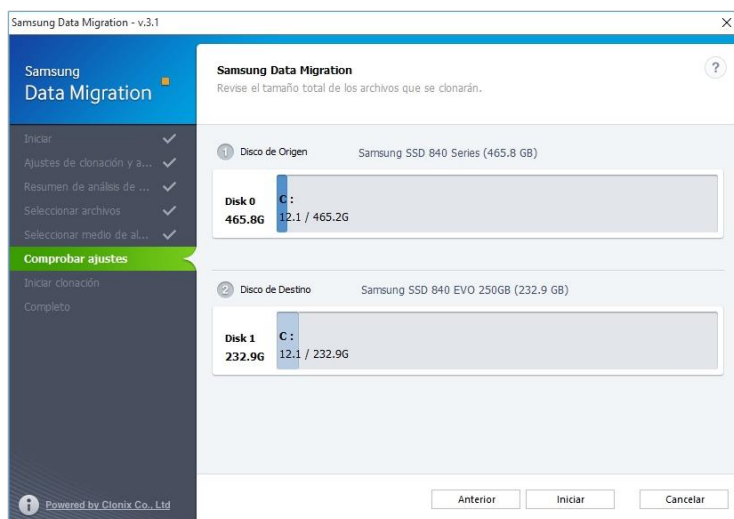 Samsung Data Migration - v.3.1
Samsung
Data Migration
Iniciar
Ajustes de clonación y a...
Resumen de análisis de ...
Seleccionar archivos
Seleccionar medio de al...
Comprobar ajustes
Iniciar clonación
Completo
Powered by Clonix Co., Ltd
Samsung Data Migration
?
Revise el tamaño total de los archivos que se clonarán.
1 Disco de Origen Samsung SSD 840 Series (465.8 GB)
Disk 0
465.8G
C :
12.1 / 465.2G
2 Disco de Destino Samsung SSD 840 EVO 250GB (232.9 GB)
Disk 1
232.9G
C :
12.1 / 232.9G
Anterior
Iniciar
Cancelar